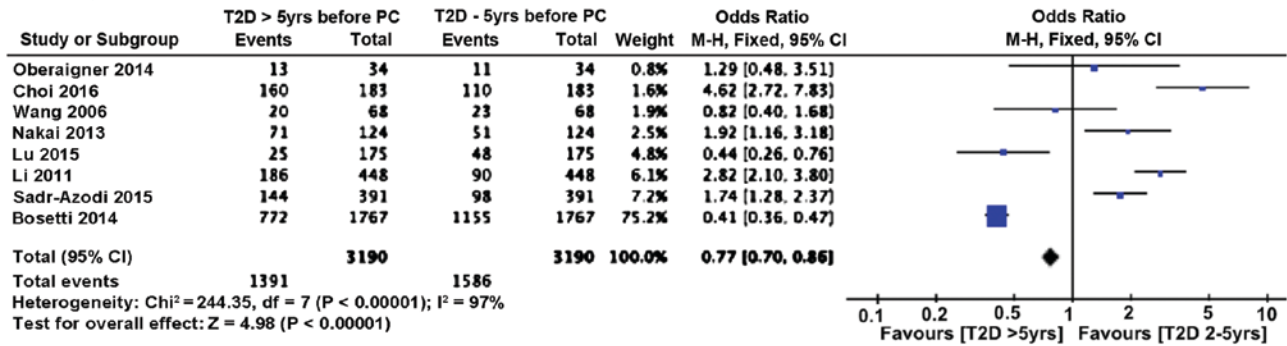 T2D > 5yrs before PC T2D - 5yrs before PC Odds Ratio Odds Ratio
Study or Subgroup Events Total Events Total Weight M-H, Fixed, 95% CI M-H, Fixed, 95% CI
Oberaigner 2014 13 34 11 34 0.8% 1.29 [0.48, 3.51]
Choi 2016 160 183 110 183 1.6% 4.62 [2.72, 7.83]
Wang 2006 20 68 23 68 1.9% 0.82 [0.40, 1.68]
Nakai 2013 71 124 51 124 2.5% 1.92 [1.16, 3.18]
Lu 2015 25 175 48 175 4.8% 0.44 [0.26, 0.76]
Li 2011 186 448 90 448 6.1% 2.82 [2.10, 3.80]
Sadr-Azodi 2015 144 391 98 391 7.2% 1.74 [1.28, 2.37]
Bosetti 2014 772 1767 1155 1767 75.2% 0.41 [0.36, 0.47]
Total (95% CI) 3190 3190 100.0% 0.77 [0.70, 0.86]
Total events 1391 1586
Heterogeneity: Chi² = 244.35, df = 7 (P < 0.00001); I² = 97%
Test for overall effect: Z = 4.98 (P < 0.00001)
0.1 0.2 0.5 1 2 5 10
Favours [T2D >5yrs] Favours [T2D 2-5yrs]